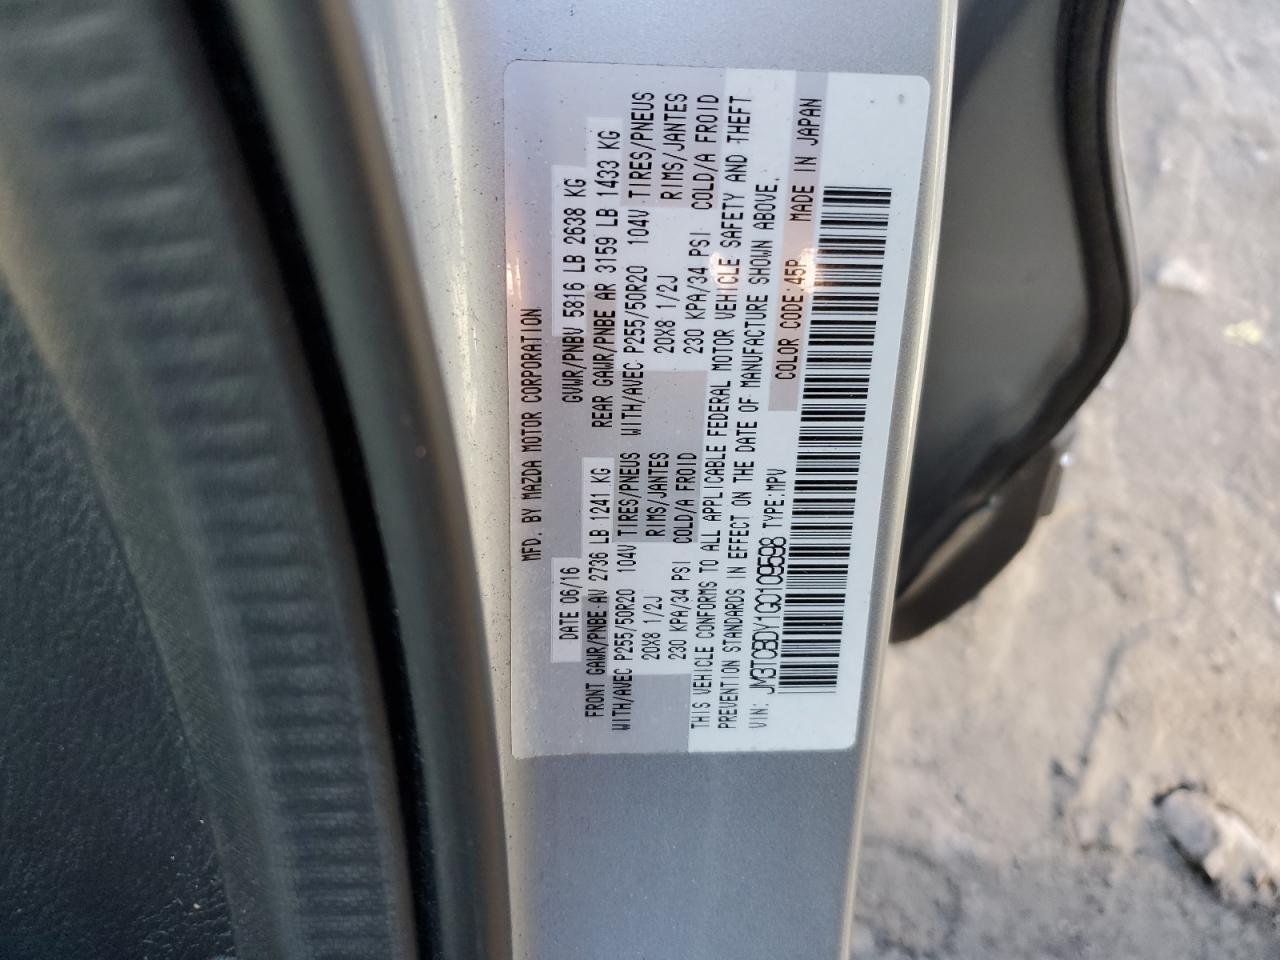 MFD. BY MAZDA MOTOR CORPORATION
DATE 06/16 GVWR/PNBV 5816 LB 2638 KG
FRONT GAWR/PNBE AV 2736 LB 1241 KG REAR GAWR/PNBE AR 3159 LB 1433 KG
WITH/AVEC P255/50R20 104V TIRES/PNEUS WITH/AVEC P255/50R20 104V TIRES/PNEUS
20X8 1/2J RIMS/JANTES 20X8 1/2J RIMS/JANTES
230 KPA/34 PSI COLD/A FROID 230 KPA/34 PSI COLD/A FROID
THIS VEHICLE CONFORMS TO ALL APPLICABLE FEDERAL MOTOR VEHICLE SAFETY AND THEFT
PREVENTION STANDARDS IN EFFECT ON THE DATE OF MANUFACTURE SHOWN ABOVE.
VIN: JM3TCBDY1G0109598 TYPE:MPV COLOR CODE:45P MADE IN JAPAN